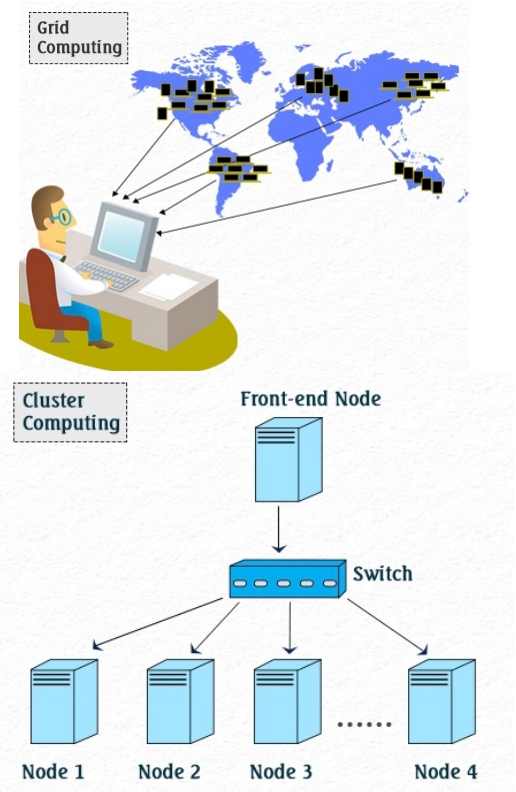 Grid
Computing
Cluster
Computing
Front-end Node
Switch
Node 1
Node 2
Node 3
Node 4